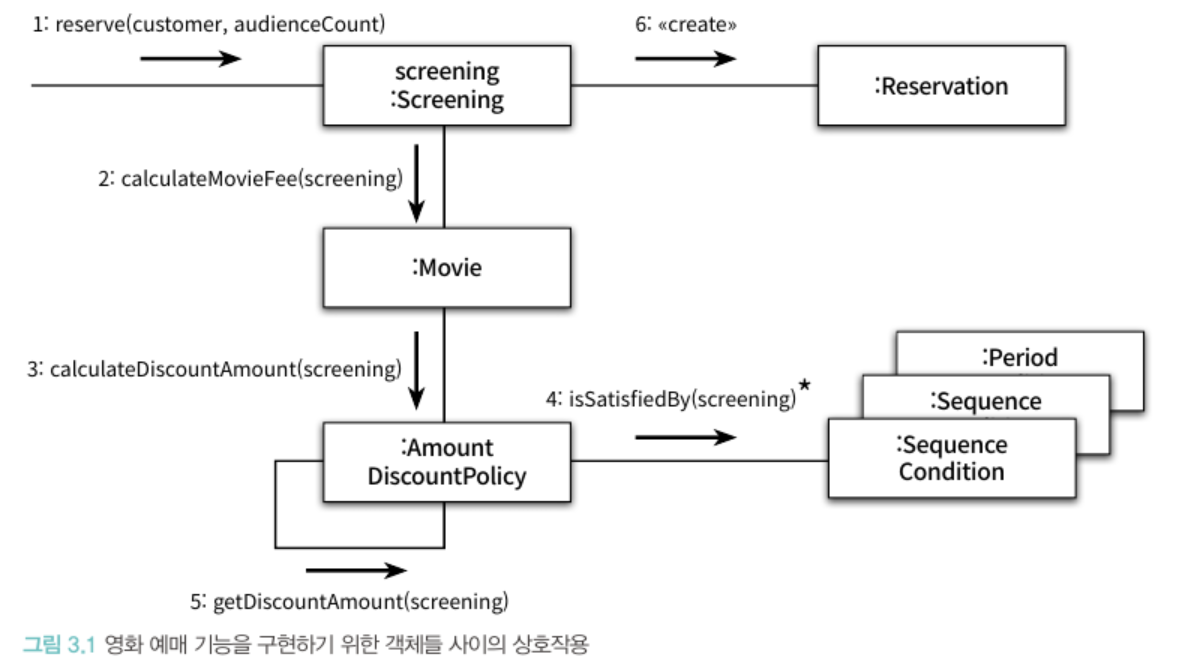 1: reserve(customer, audienceCount)
6: «create»
screening
:Screening
:Reservation
2: calculateMovieFee(screening)
:Movie
3: calculateDiscountAmount(screening)
4: isSatisfiedBy(screening)*
:Period
:Sequence
:Sequence
Condition
:Amount
DiscountPolicy
5: getDiscountAmount(screening)
그림 3.1 영화 예매 기능을 구현하기 위한 객체들 사이의 상호작용